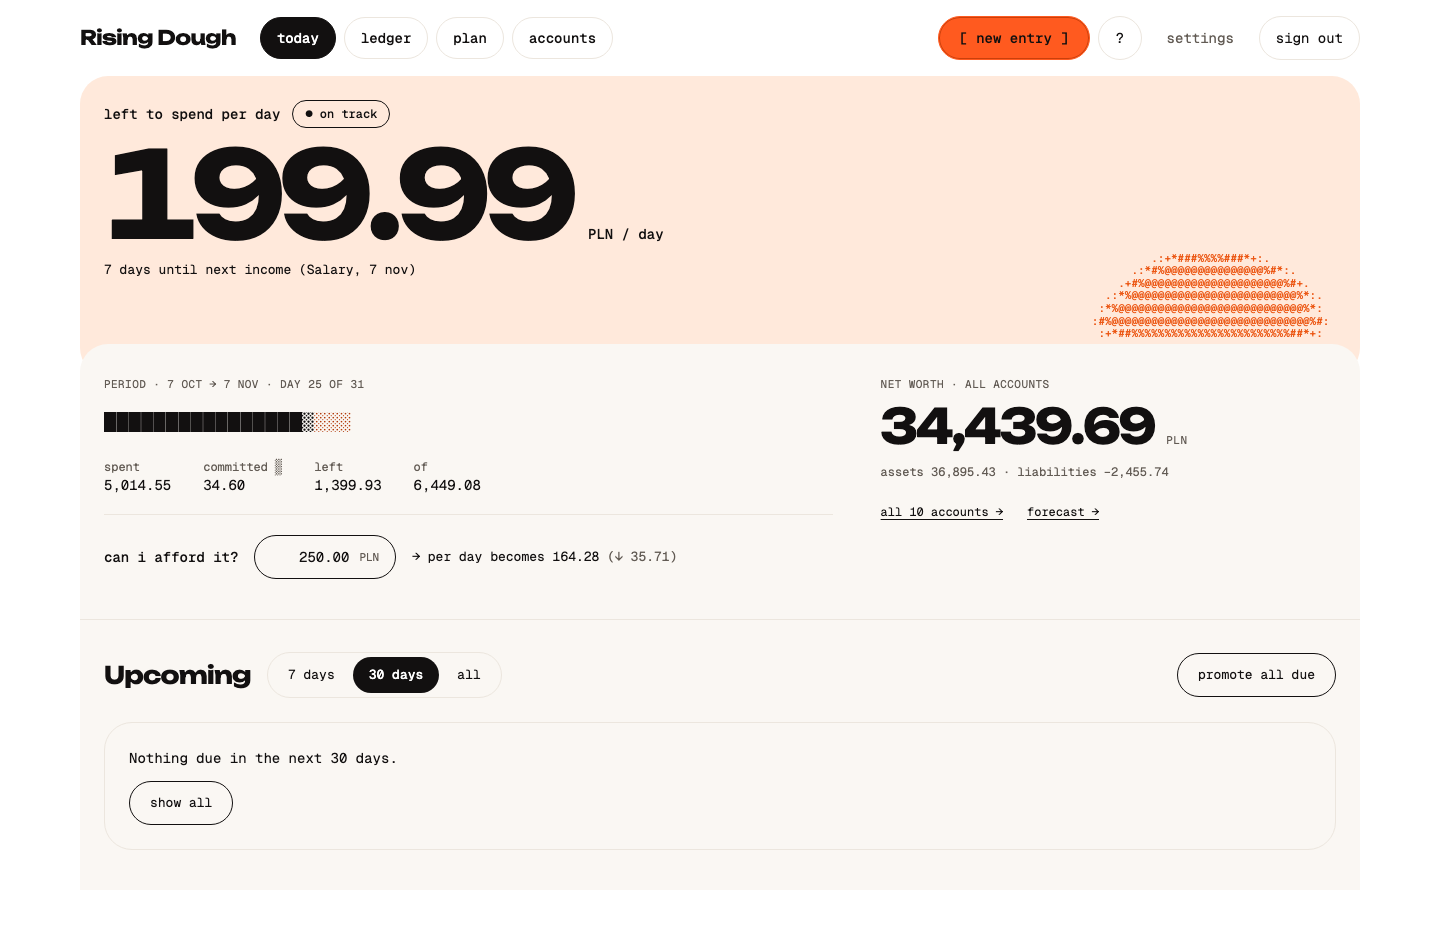 Rising Dough today ledger plan accounts [ new entry ] ? settings sign out
left to spend per day ● on track
199.99 PLN / day
7 days until next income (Salary, 7 nov)
.:+*###%%%%###*+:.
.:*#%@@@@@@@@@@@@@@@%#*:.
.+#%@@@@@@@@@@@@@@@@@@@@@%#+.
.:*%@@@@@@@@@@@@@@@@@@@@@@@@@%*:.
:*%@@@@@@@@@@@@@@@@@@@@@@@@@@@%*:
:#%@@@@@@@@@@@@@@@@@@@@@@@@@@@@@@%#:
:+*##%%%%%%%%%%%%%%%%%%%%%%%%##*+:
PERIOD · 7 OCT → 7 NOV · DAY 25 OF 31
████████████████▓░░░
spent committed ▒ left of
5,014.55 34.60 1,399.93 6,449.08
can i afford it? 250.00 PLN → per day becomes 164.28 (↓ 35.71)
NET WORTH · ALL ACCOUNTS
34,439.69 PLN
assets 36,895.43 · liabilities −2,455.74
all 10 accounts → forecast →
Upcoming 7 days 30 days all promote all due
Nothing due in the next 30 days.
show all